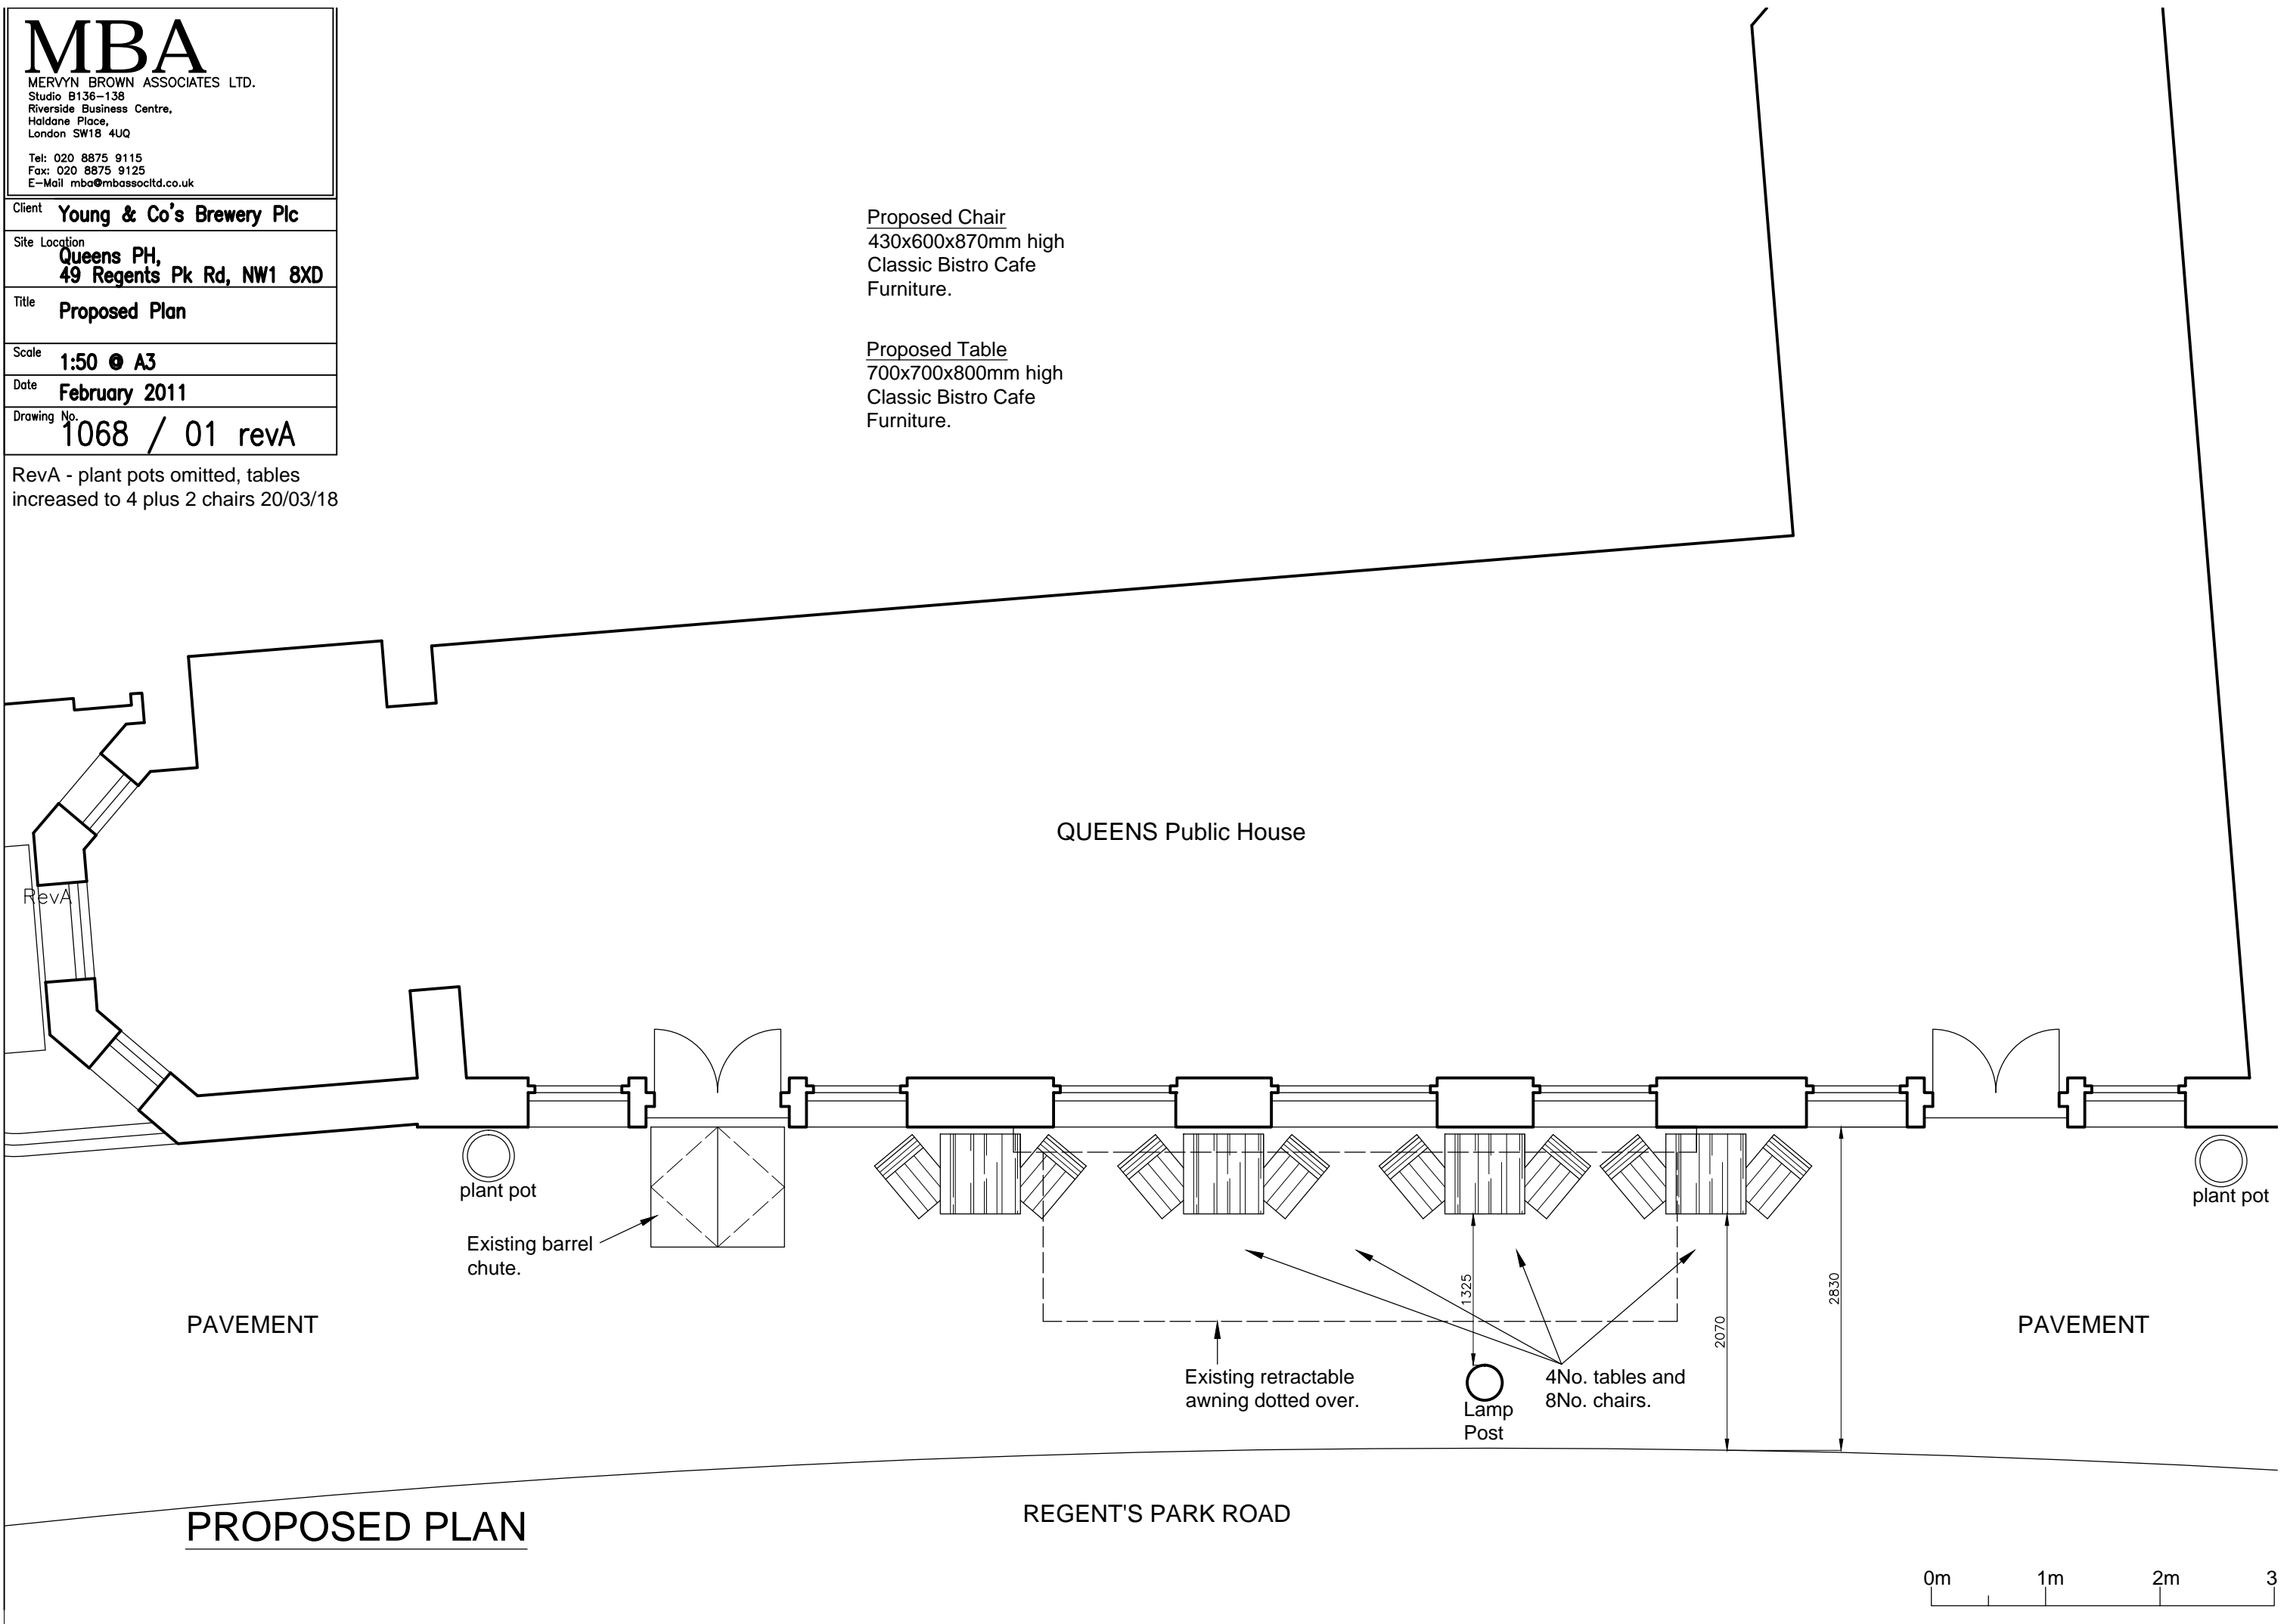 MBA
MERVYN BROWN ASSOCIATES LTD.
Studio B136-138
Riverside Business Centre,
Haldane Place,
London SW18 4UQ
Tel: 020 8875 9115
Fax: 020 8875 9125
E-Mail mba@mbassocltd.co.uk
Client Young & Co's Brewery Plc
Site Location
Queens PH,
49 Regents Pk Rd, NW1 8XD
Title Proposed Plan
Scale 1:50 @ A3
Date February 2011
Drawing No.
1068 / 01 revA
RevA - plant pots omitted, tables
increased to 4 plus 2 chairs 20/03/18
Proposed Chair
430x600x870mm high
Classic Bistro Cafe
Furniture.
Proposed Table
700x700x800mm high
Classic Bistro Cafe
Furniture.
QUEENS Public House
RevA
plant pot
plant pot
Existing barrel
chute.
PAVEMENT
1325
2070
2830
PAVEMENT
Existing retractable
awning dotted over.
Lamp
Post
4No. tables and
8No. chairs.
PROPOSED PLAN
REGENT'S PARK ROAD
0m 1m 2m 3